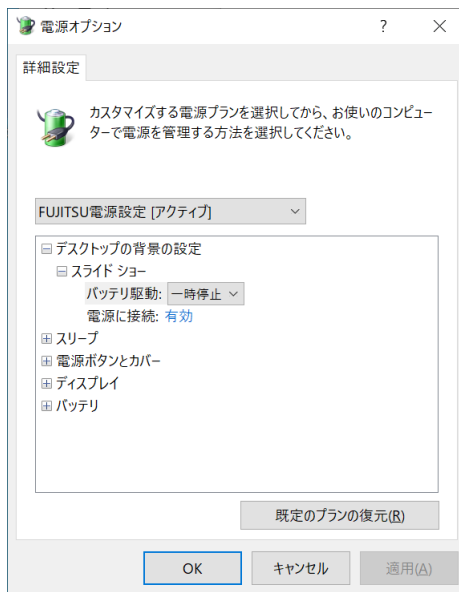 電源オプション
?
詳細設定
カスタマイズする電源プランを選択してから、お使いのコンピュー
ターで電源を管理する方法を選択してください。
FUJITSU電源設定 [アクティブ]
デスクトップの背景の設定
スライド ショー
バッテリ駆動: 一時停止
電源に接続: 有効
スリープ
電源ボタンとカバー
ディスプレイ
バッテリ
既定のプランの復元(R)
OK キャンセル 適用(A)